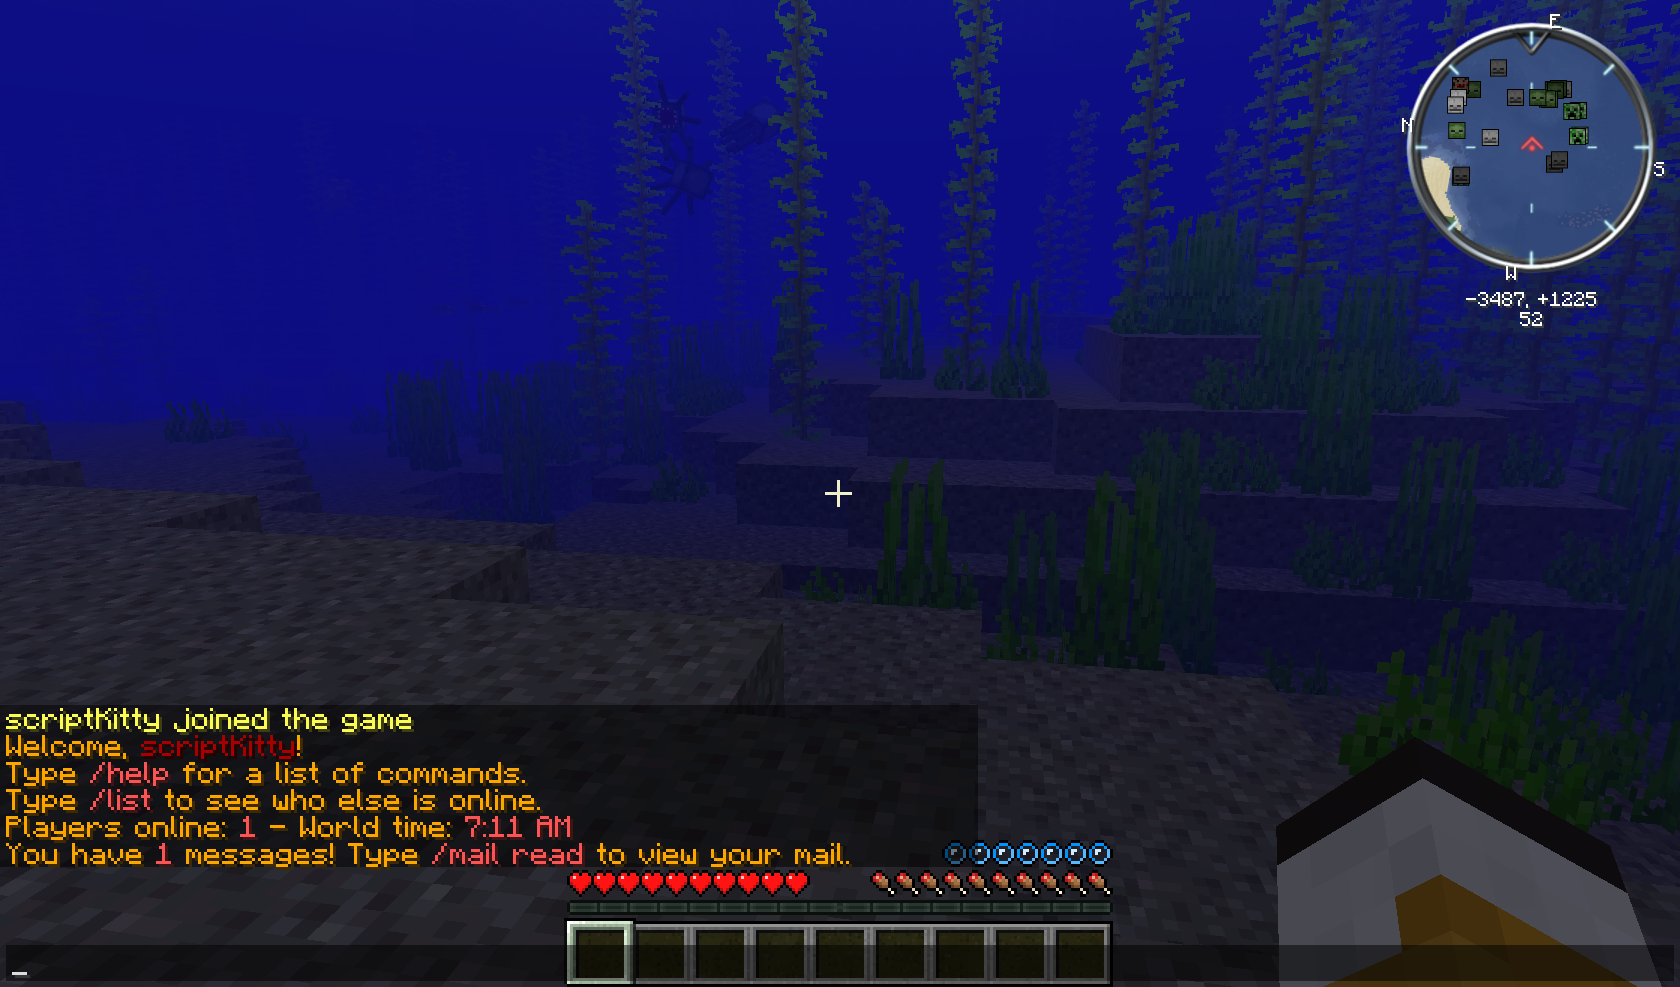 E
N
S
W
-3487, +1225
52
scriptKitty joined the game
Welcome, scriptKitty!
Type /help for a list of commands.
Type /list to see who else is online.
Players online: 1 - World time: 7:11 AM
You have 1 messages! Type /mail read to view your mail.
_